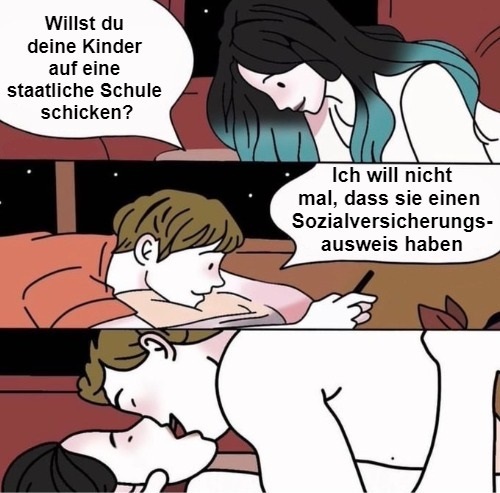 Willst du
deine Kinder
auf eine
staatliche Schule
schicken?
Ich will nicht
mal, dass sie einen
Sozialversicherungs-
ausweis haben